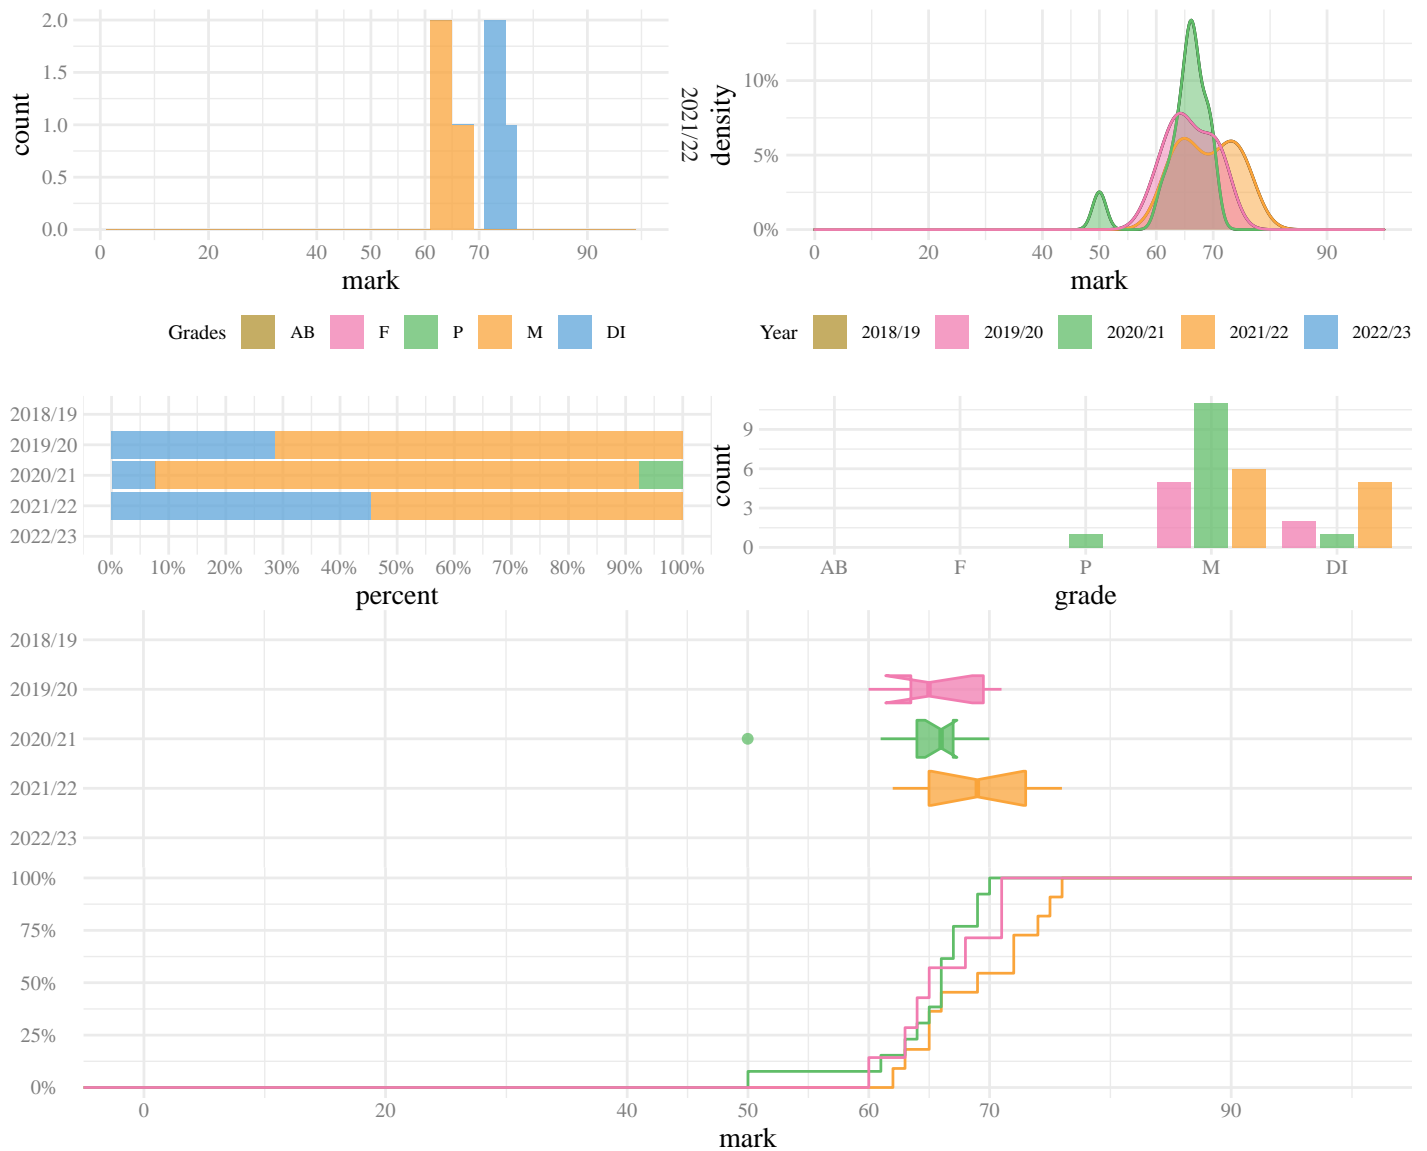 2.0
1.5
1.0
0.5
0.0
count
0 20 40 50 60 70 90
mark
2021/22
10%
5%
0%
density
0 20 40 50 60 70 90
mark
Grades AB F P M DI
Year 2018/19 2019/20 2020/21 2021/22 2022/23
2018/19
2019/20
2020/21
2021/22
2022/23
0% 10% 20% 30% 40% 50% 60% 70% 80% 90% 100%
percent
9
6
3
0
count
AB F P M DI
grade
2018/19
2019/20
2020/21
2021/22
2022/23
100%
75%
50%
25%
0%
0 20 40 50 60 70 90
mark